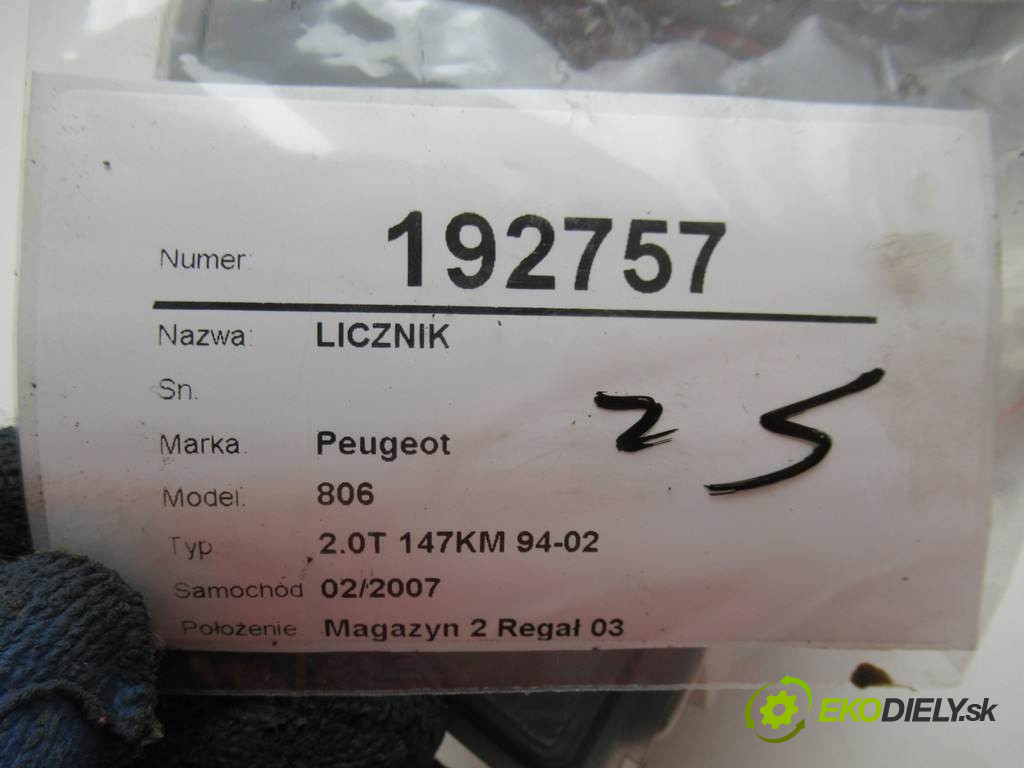 Numer: 192757
Nazwa: LICZNIK
Sn.
Marka: Peugeot
Model: 806
Typ 2.0T 147KM 94-02
Samochód 02/2007
Położenie Magazyn 2 Regał 03
25
EKODIELY.sk